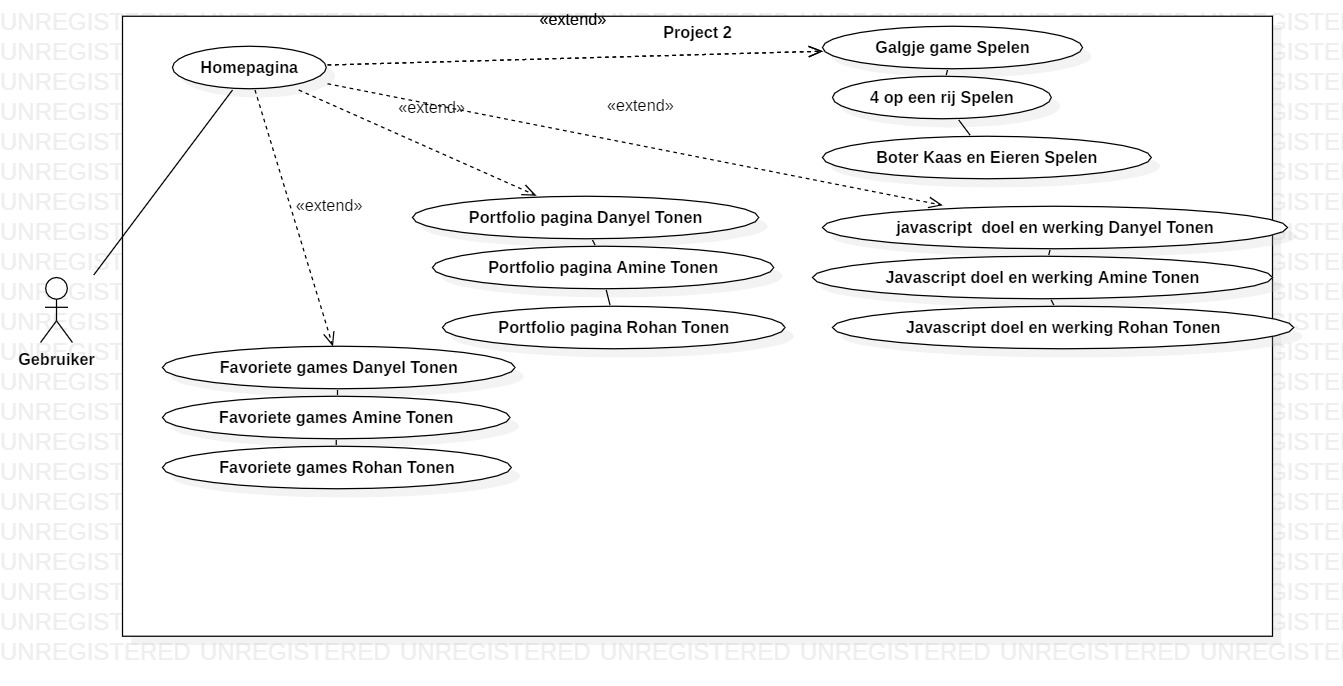 «extend»
Project 2
Homepagina
Galgje game Spelen
4 op een rij Spelen
«extend»
«extend»
Boter Kaas en Eieren Spelen
«extend»
Portfolio pagina Danyel Tonen
javascript  doel en werking Danyel Tonen
Portfolio pagina Amine Tonen
Javascript doel en werking Amine Tonen
Portfolio pagina Rohan Tonen
Javascript doel en werking Rohan Tonen
Gebruiker
Favoriete games Danyel Tonen
Favoriete games Amine Tonen
Favoriete games Rohan Tonen
UNREGISTERED UNREGISTERED UNREGISTERED UNREGISTERED UNREGISTERED UNREGISTERED UNREGISTE